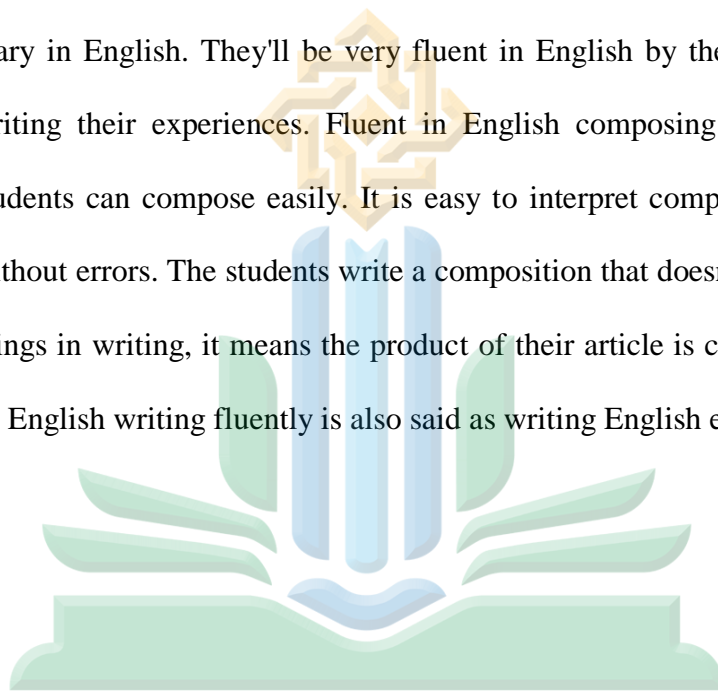 ary in English. They'll be very fluent in English by the
riting their experiences. Fluent in English composing
udents can compose easily. It is easy to interpret comp
ithout errors. The students write a composition that doesn
ings in writing, it means the product of their article is c
English writing fluently is also said as writing English e